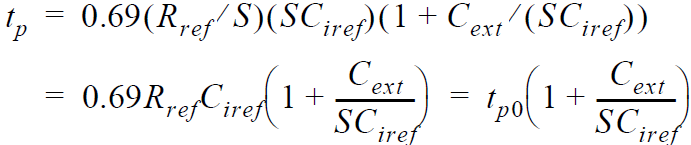 t_p = 0.69(R_ref/S)(SC_iref)(1 + C_ext/(SC_iref))
= 0.69R_ref C_iref(1 + C_ext/SC_iref) = t_p0(1 + C_ext/SC_iref)